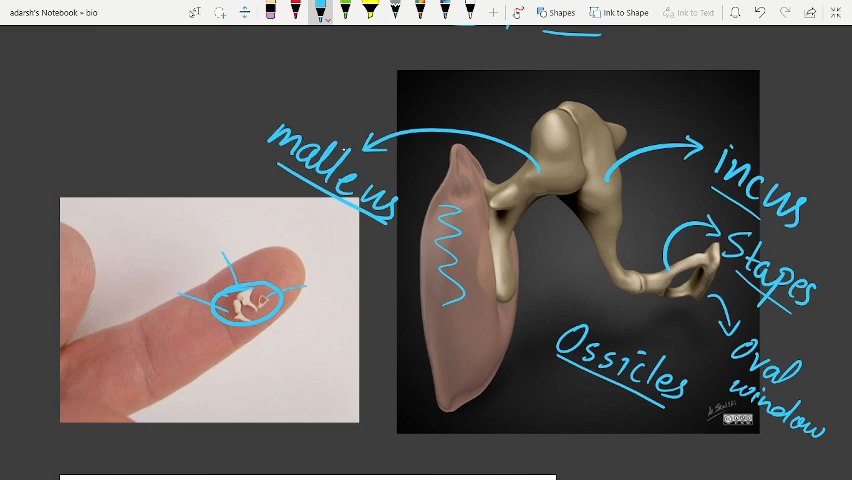 adarsh's Notebook » bio
Shapes
Ink to Shape
Ink to Text
malleus
incus
Stapes
Oval
window
Ossicles